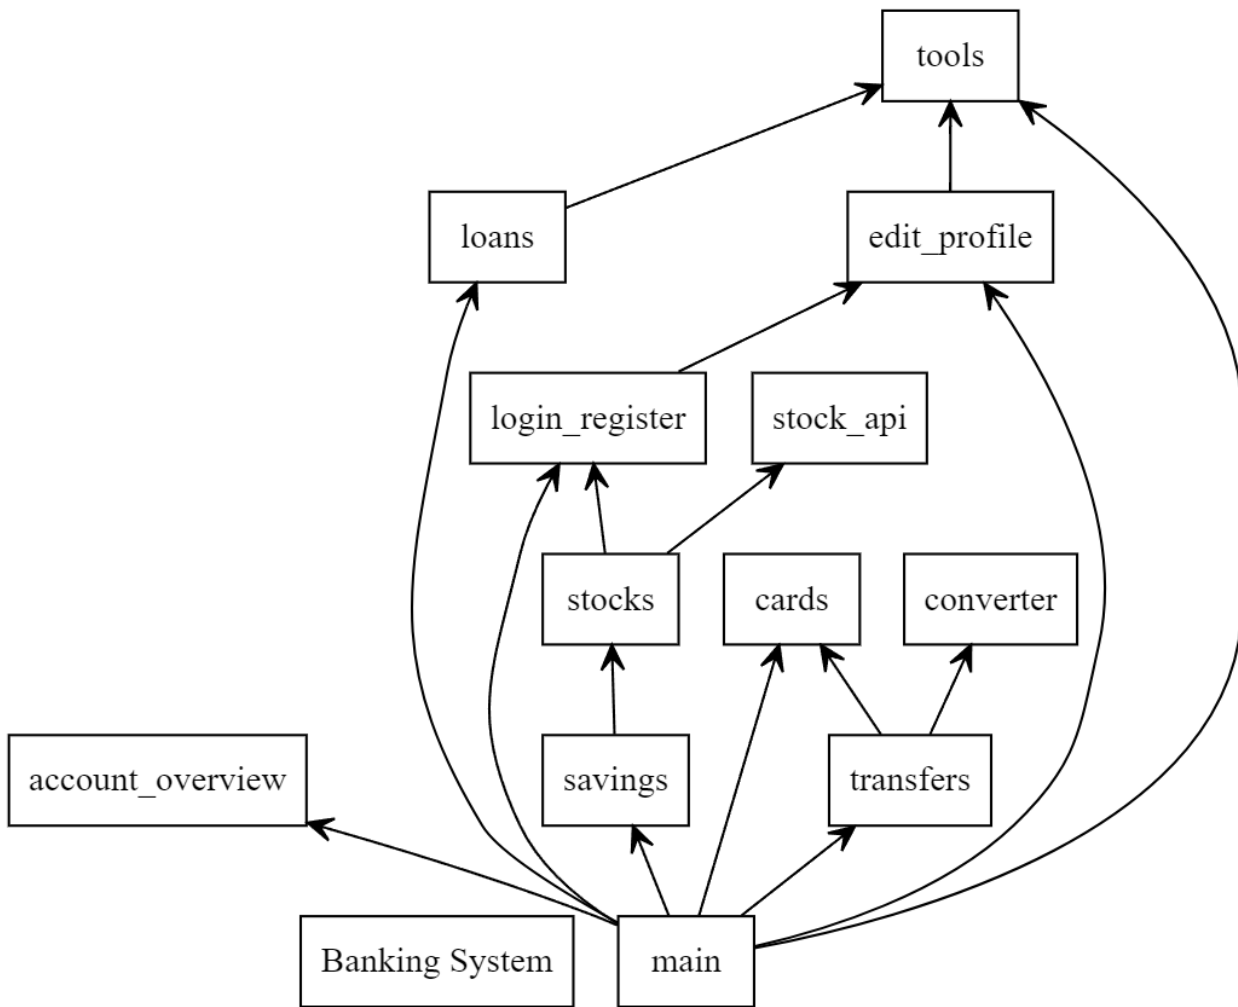 tools
loans
edit_profile
login_register
stock_api
stocks
cards
converter
account_overview
savings
transfers
Banking System
main